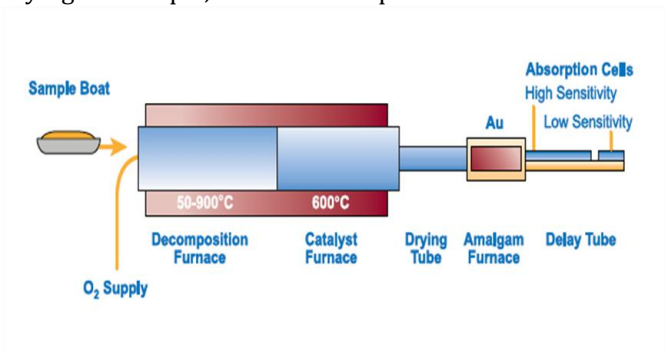 Sample Boat
Absorption Cells
High Sensitivity
Au
Low Sensitivity
50-900°C
600°C
Decomposition
Furnace
Catalyst
Furnace
Drying
Tube
Amalgam
Furnace
Delay Tube
O₂ Supply